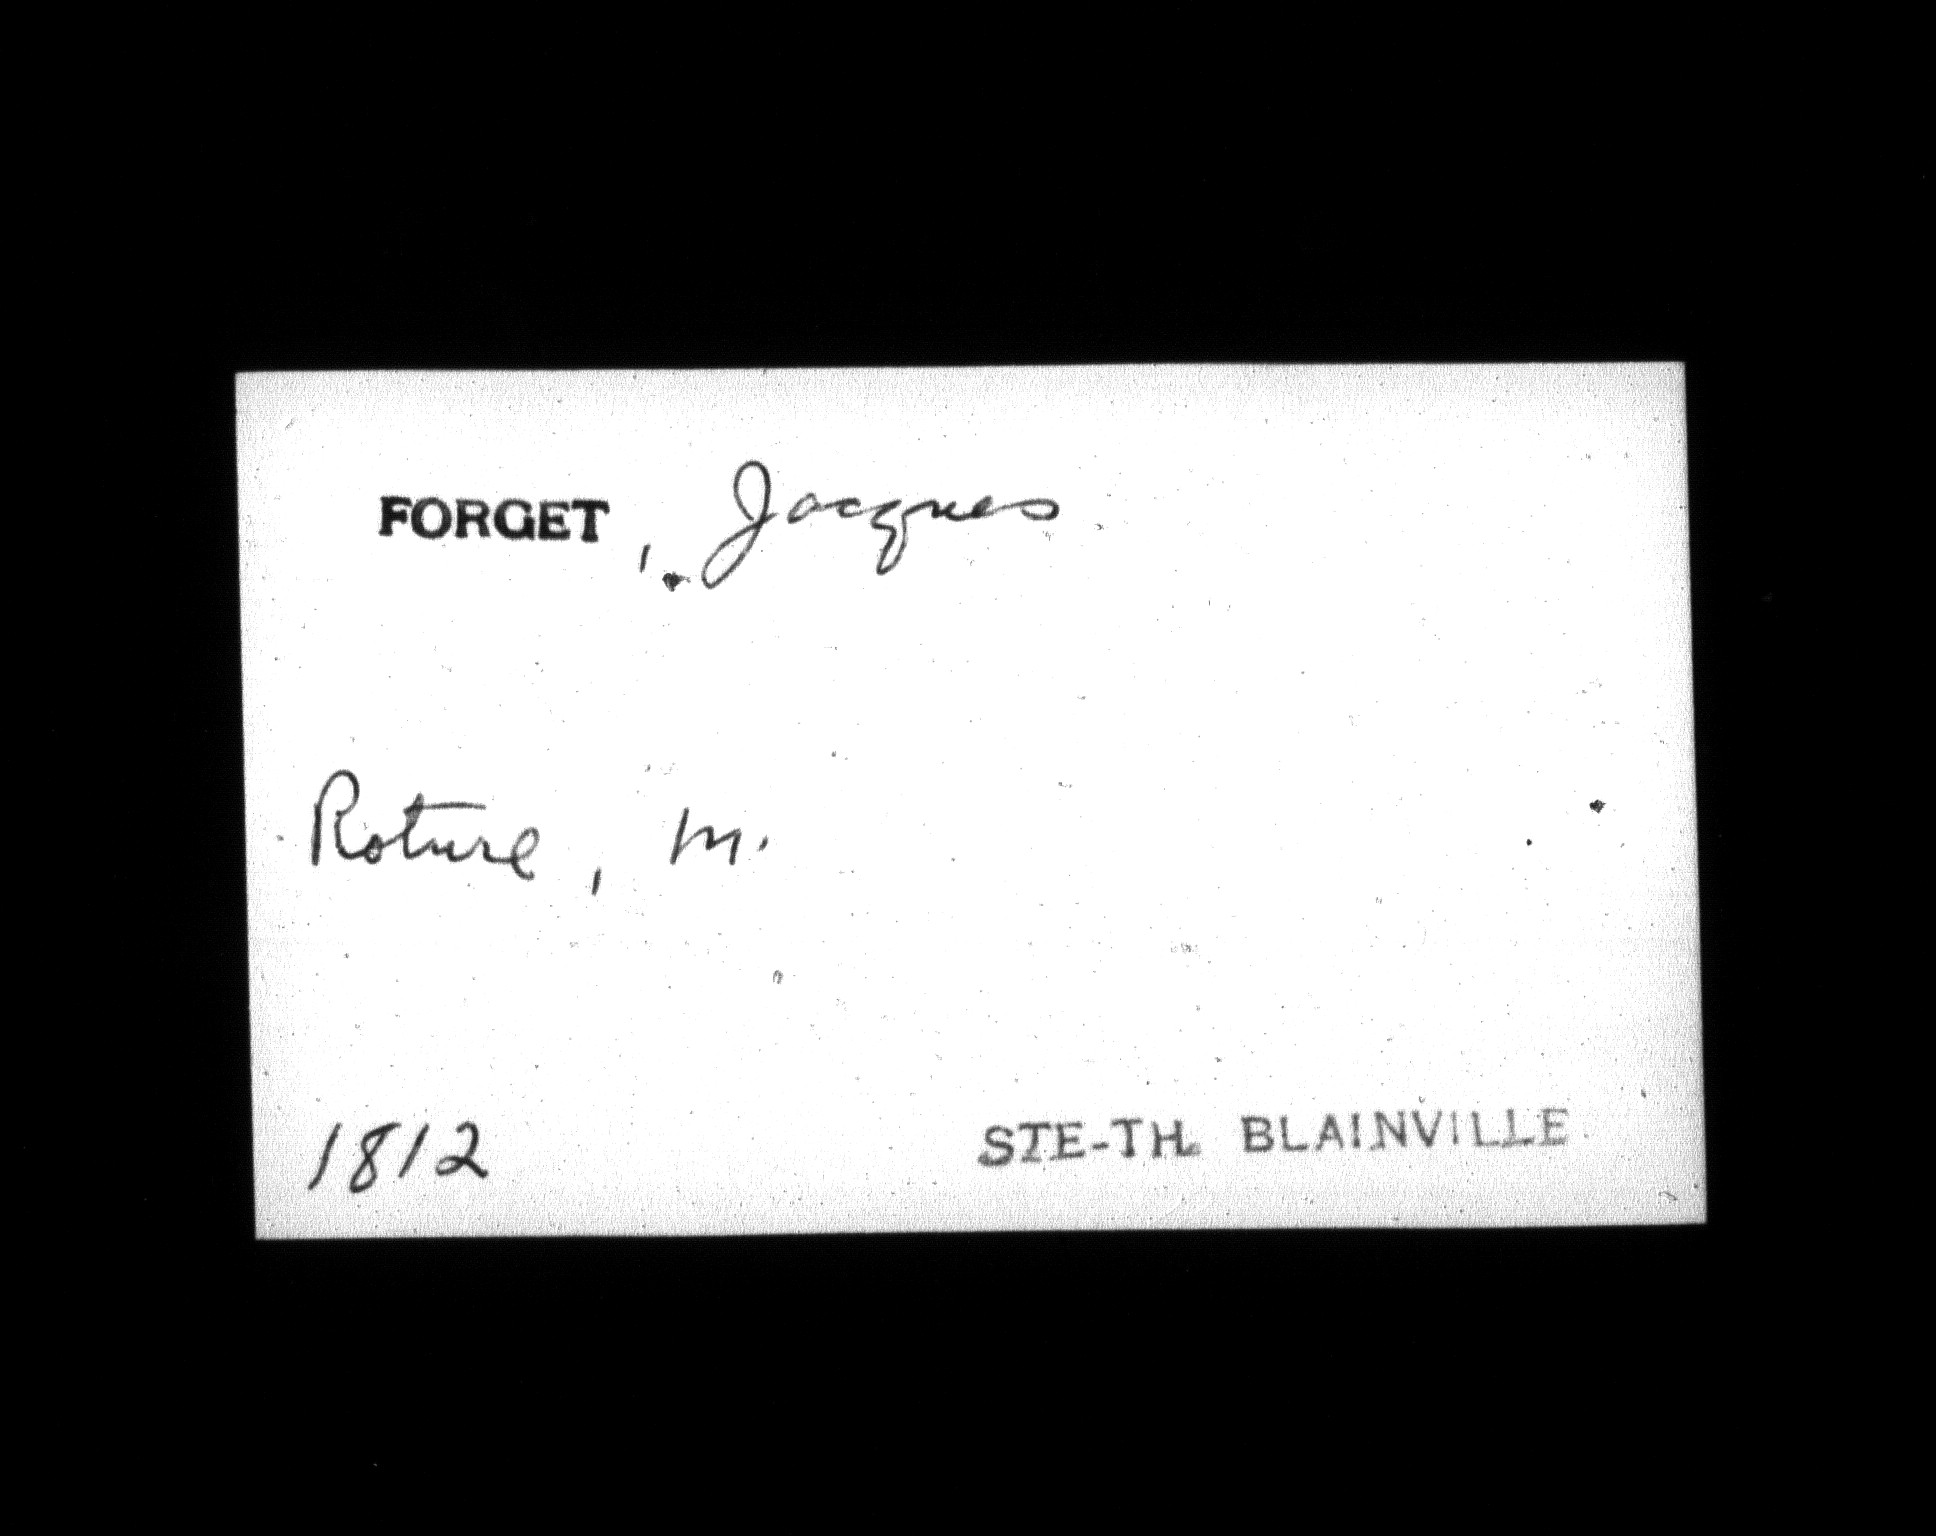 FORGET, Jacques
Roture, M.
1812 STE-TH. BLAINVILLE